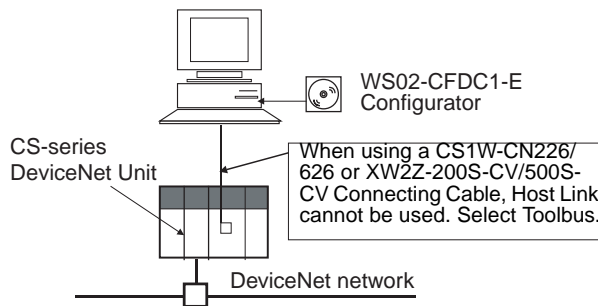 WS02-CFDC1-E
Configurator
CS-series
DeviceNet Unit
When using a CS1W-CN226/
626 or XW2Z-200S-CV/500S-
CV Connecting Cable, Host Link
cannot be used. Select Toolbus.
DeviceNet network